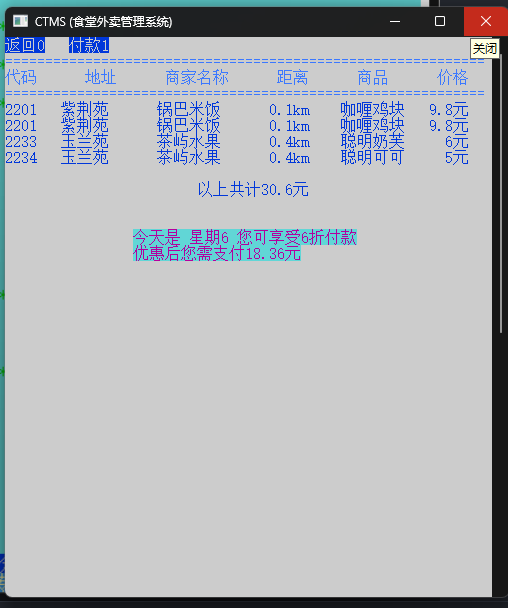 CTMS (食堂外卖管理系统)
关闭
返回0 付款1
代码 地址 商家名称 距离 商品 价格
2201 紫荆苑 锅巴米饭 0.1km 咖喱鸡块 9.8元
2201 紫荆苑 锅巴米饭 0.1km 咖喱鸡块 9.8元
2233 玉兰苑 茶屿水果 0.4km 聪明奶芙 6元
2234 玉兰苑 茶屿水果 0.4km 聪明可可 5元
以上共计30.6元
今天是 星期6 您可享受6折付款
优惠后您需支付18.36元